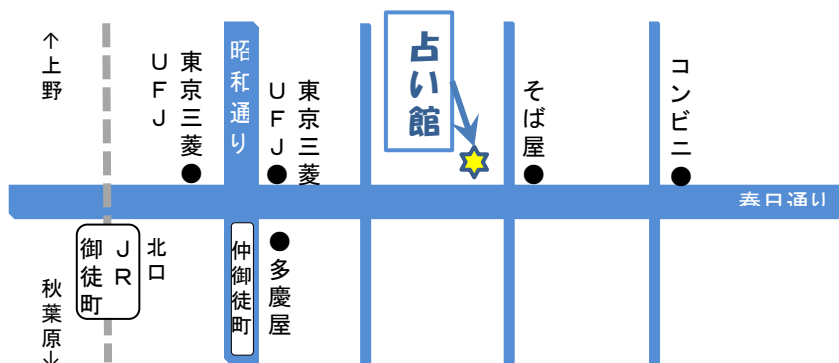 ↑上野
東京三菱
UFJ
昭和通り
東京三菱
UFJ
占い館
そば屋
コンビニ
春日通り
JR
御徒町
北口
仲御徒町
多慶屋
秋葉原↓